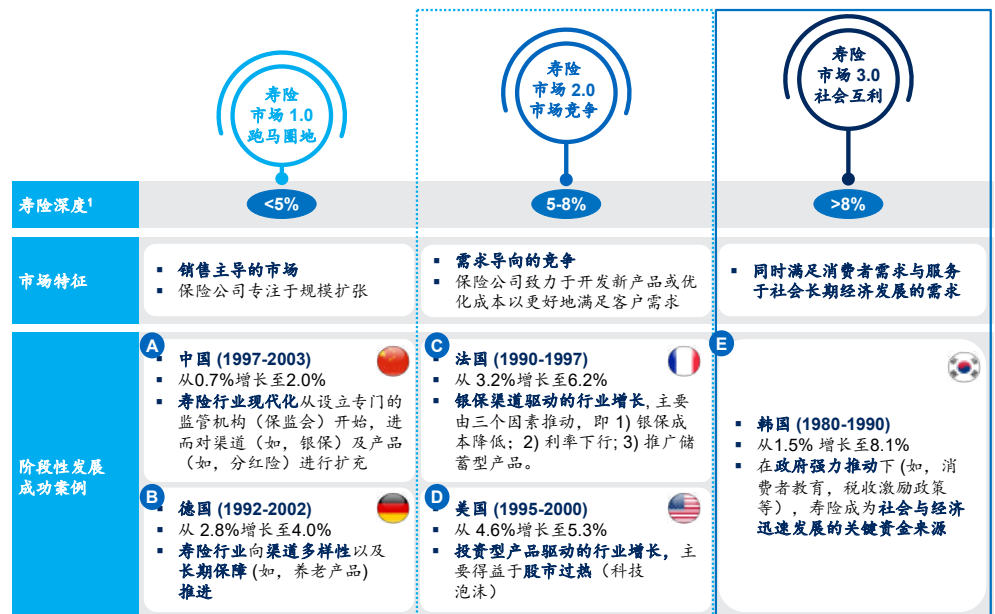 寿险
市场 1.0
跑马圈地
寿险
市场 2.0
市场竞争
寿险
市场 3.0
社会互利
寿险深度¹
<5%
5-8%
>8%
市场特征
▪ 销售主导的市场
▪ 保险公司专注于规模扩张
▪ 需求导向的竞争
▪ 保险公司致力于开发新产品或优
化成本以更好地满足客户需求
▪ 同时满足消费者需求与服务
于社会长期经济发展的需求
阶段性发展
成功案例
A
▪ 中国 (1997-2003)
▪ 从0.7%增长至2.0%
▪ 寿险行业现代化从设立专门的
监管机构（保监会）开始，进
而对渠道（如，银保）及产品
（如，分红险）进行扩充
B
▪ 德国 (1992-2002)
▪ 从 2.8%增长至4.0%
▪ 寿险行业向渠道多样性以及
长期保障 (如，养老产品)
推进
C
▪ 法国 (1990-1997)
▪ 从 3.2%增长至6.2%
▪ 银保渠道驱动的行业增长, 主要
由三个因素推动，即 1) 银保成
本降低；2) 利率下行; 3) 推广储
蓄型产品。
D
▪ 美国 (1995-2000)
▪ 从 4.6%增长至5.3%
▪ 投资型产品驱动的行业增长，主
要得益于股市过热（科技
泡沫）
E
▪ 韩国 (1980-1990)
▪ 从1.5% 增长至8.1%
▪ 在政府强力推动下 (如，消
费者教育，税收激励政策
等），寿险成为社会与经济
迅速发展的关键资金来源